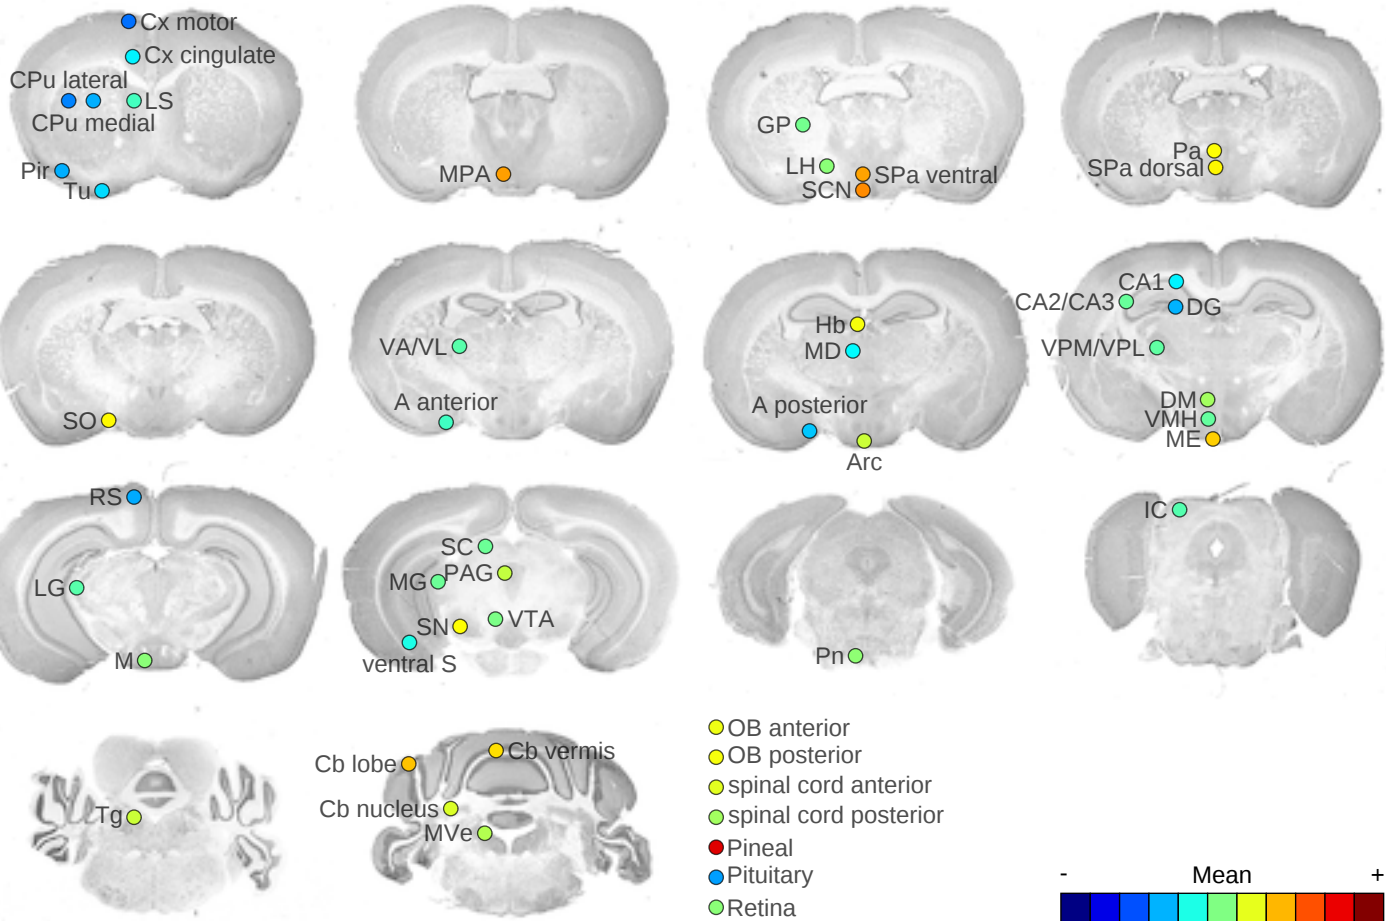 Cx motor
Cx cingulate
CPu lateral
LS
CPu medial
Pir
Tu
MPA
GP
LH
SPa ventral
SCN
Pa
SPa dorsal
SO
VA/VL
A anterior
Hb
MD
A posterior
Arc
CA1
CA2/CA3
DG
VPM/VPL
DM
VMH
ME
RS
LG
M
SC
MG
PAG
SN
VTA
ventral S
Pn
IC
Tg
Cb lobe
Cb vermis
Cb nucleus
MVe
OB anterior
OB posterior
spinal cord anterior
spinal cord posterior
Pineal
Pituitary
Retina
- Mean +